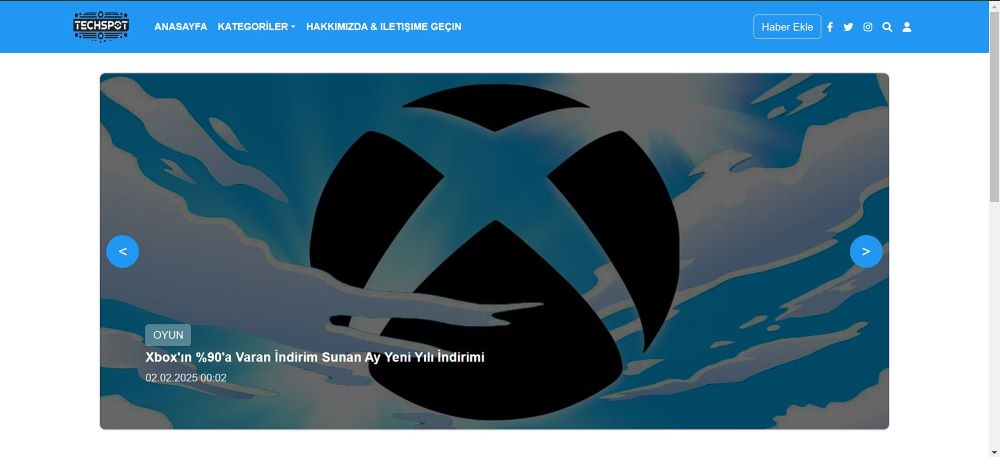 TECHSPOT
ANASAYFA KATEGORİLER HAKKIMIZDA & ILETIŞIME GEÇIN
Haber Ekle
<
>
OYUN
Xbox'ın %90'a Varan İndirim Sunan Ay Yeni Yılı İndirimi
02.02.2025 00:02